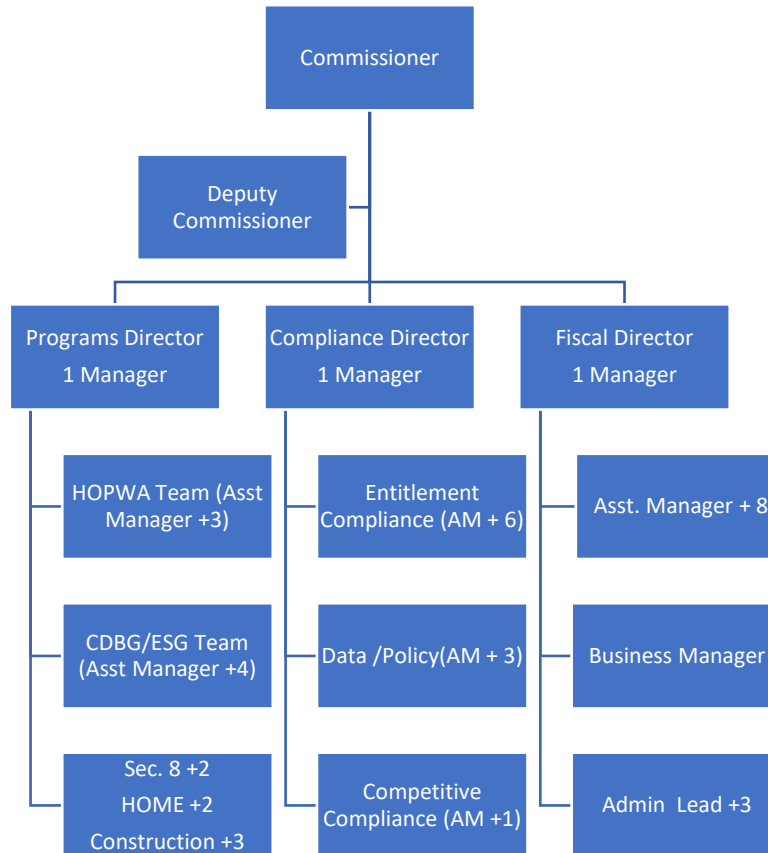 Commissioner
Deputy
Commissioner
Programs Director
1 Manager
Compliance Director
1 Manager
Fiscal Director
1 Manager
HOPWA Team (Asst
Manager +3)
Entitlement
Compliance (AM + 6)
Asst. Manager + 8
CDBG/ESG Team
(Asst Manager +4)
Data /Policy(AM + 3)
Business Manager
Sec. 8 +2
HOME +2
Construction +3
Competitive
Compliance (AM +1)
Admin Lead +3